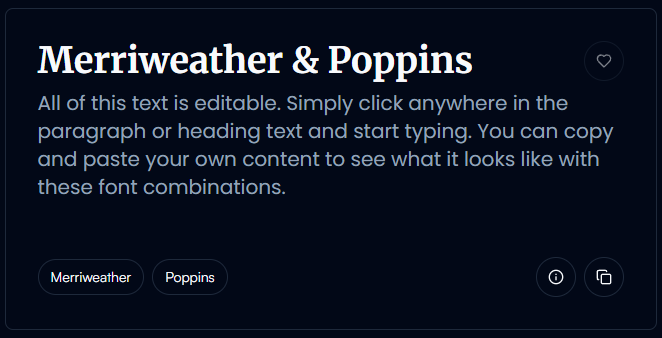 Merriweather & Poppins
All of this text is editable. Simply click anywhere in the
paragraph or heading text and start typing. You can copy
and paste your own content to see what it looks like with
these font combinations.
Merriweather
Poppins